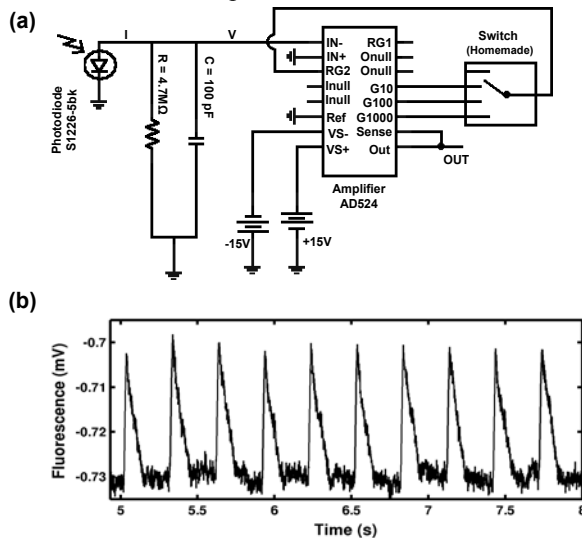 (a)
I
V
Photodiode
S1226-5bk
R = 4.7MΩ
C = 100 pF
IN-
IN+
RG2
Inull
Inull
Ref
VS-
VS+
RG1
Onull
Onull
G10
G100
G1000
Sense
Out
Amplifier
AD524
Switch
(Homemade)
OUT
-15V
+15V
(b)
Fluorescence (mV)
-0.7
-0.71
-0.72
-0.73
5
5.5
6
6.5
7
7.5
8
Time (s)